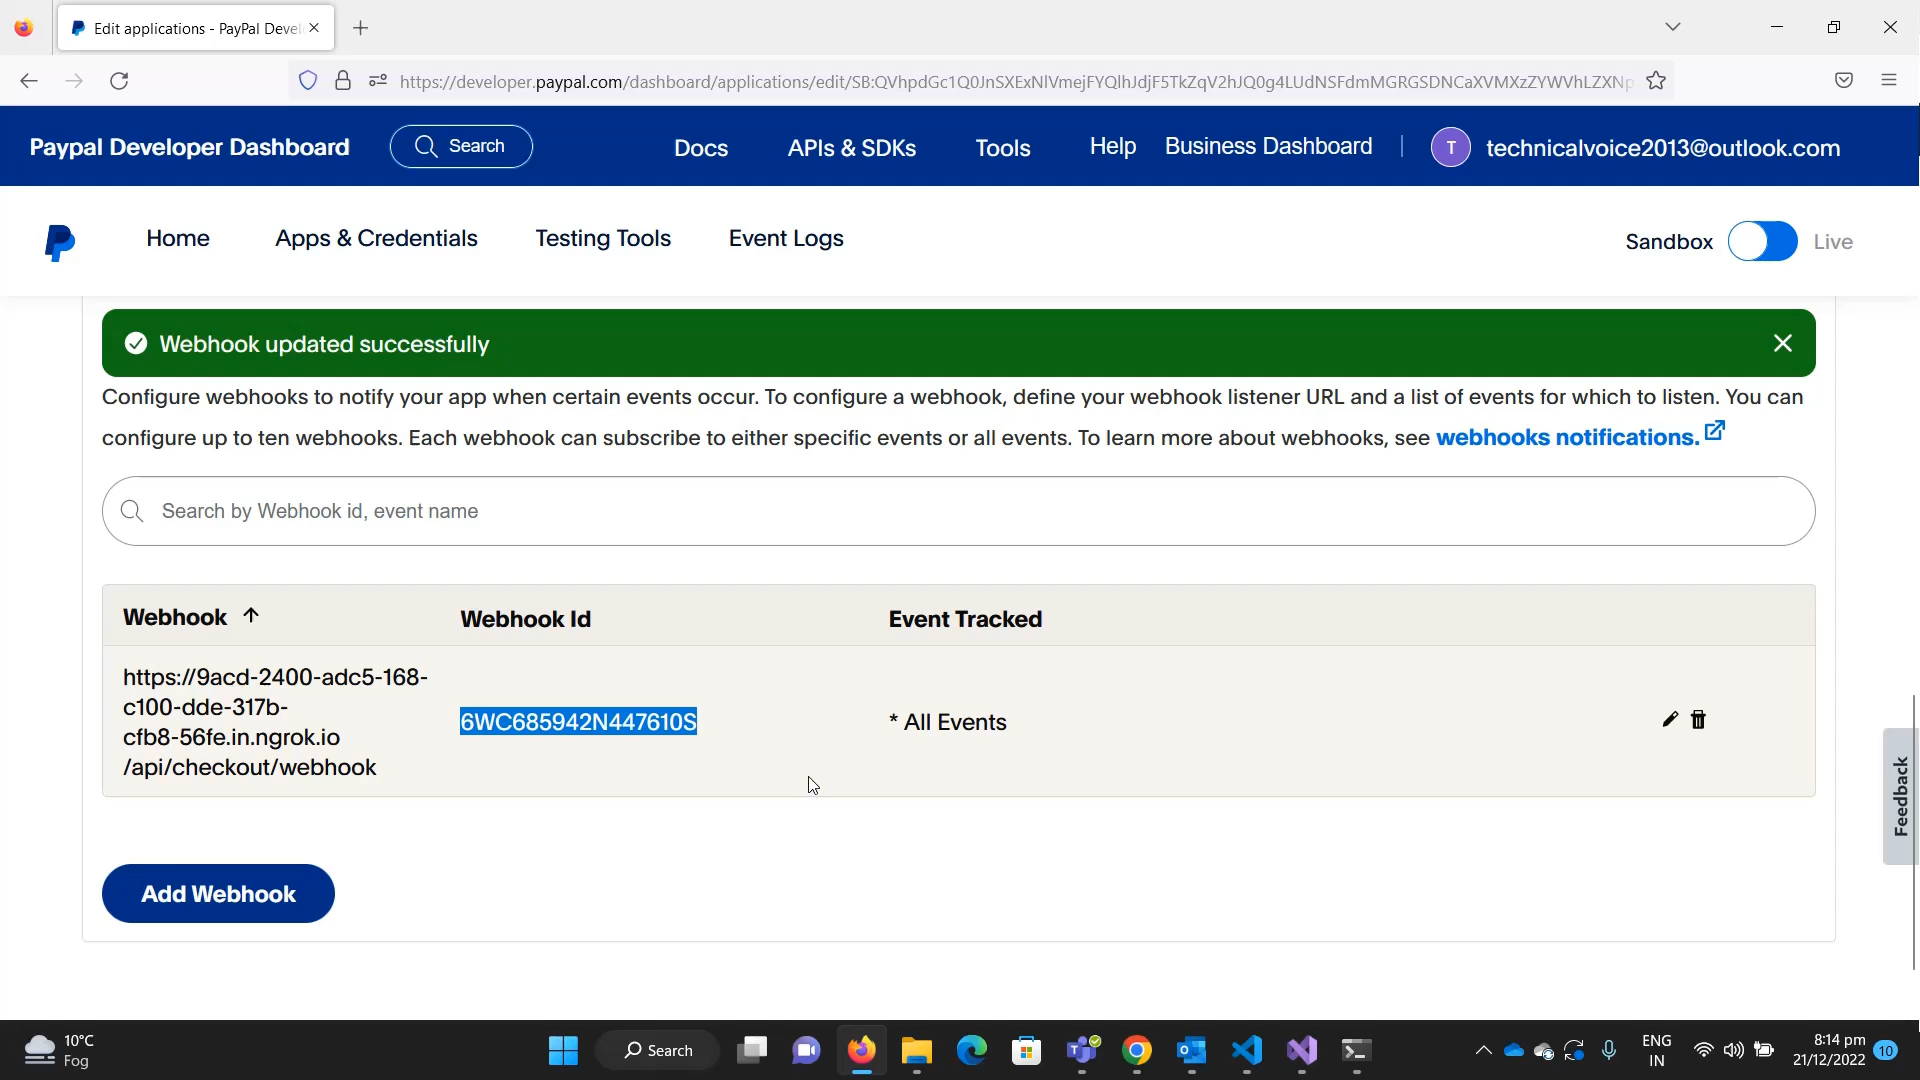 Edit applications - PayPal Devel
https://developer.paypal.com/dashboard/applications/edit/SB:QVhpdGc1Q0JnSXExNlVmejFYQlhJdjF5TkZqV2hJQ0g4LUdNSFdmMGRGSDNCaXVMXzZYWVhLZXNp
Paypal Developer Dashboard
Search
Docs
APIs & SDKs
Tools
Help
Business Dashboard
T
technicalvoice2013@outlook.com
Home
Apps & Credentials
Testing Tools
Event Logs
Sandbox
Live
Webhook updated successfully
Configure webhooks to notify your app when certain events occur. To configure a webhook, define your webhook listener URL and a list of events for which to listen. You can
configure up to ten webhooks. Each webhook can subscribe to either specific events or all events. To learn more about webhooks, see webhooks notifications.
Search by Webhook id, event name
Webhook
Webhook Id
Event Tracked
https://9acd-2400-adc5-168-
c100-dde-317b-
cfb8-56fe.in.ngrok.io
/api/checkout/webhook
6WC685942N447610S
* All Events
Add Webhook
Feedback
10°C
Fog
Search
ENG
IN
8:14 pm
21/12/2022
10